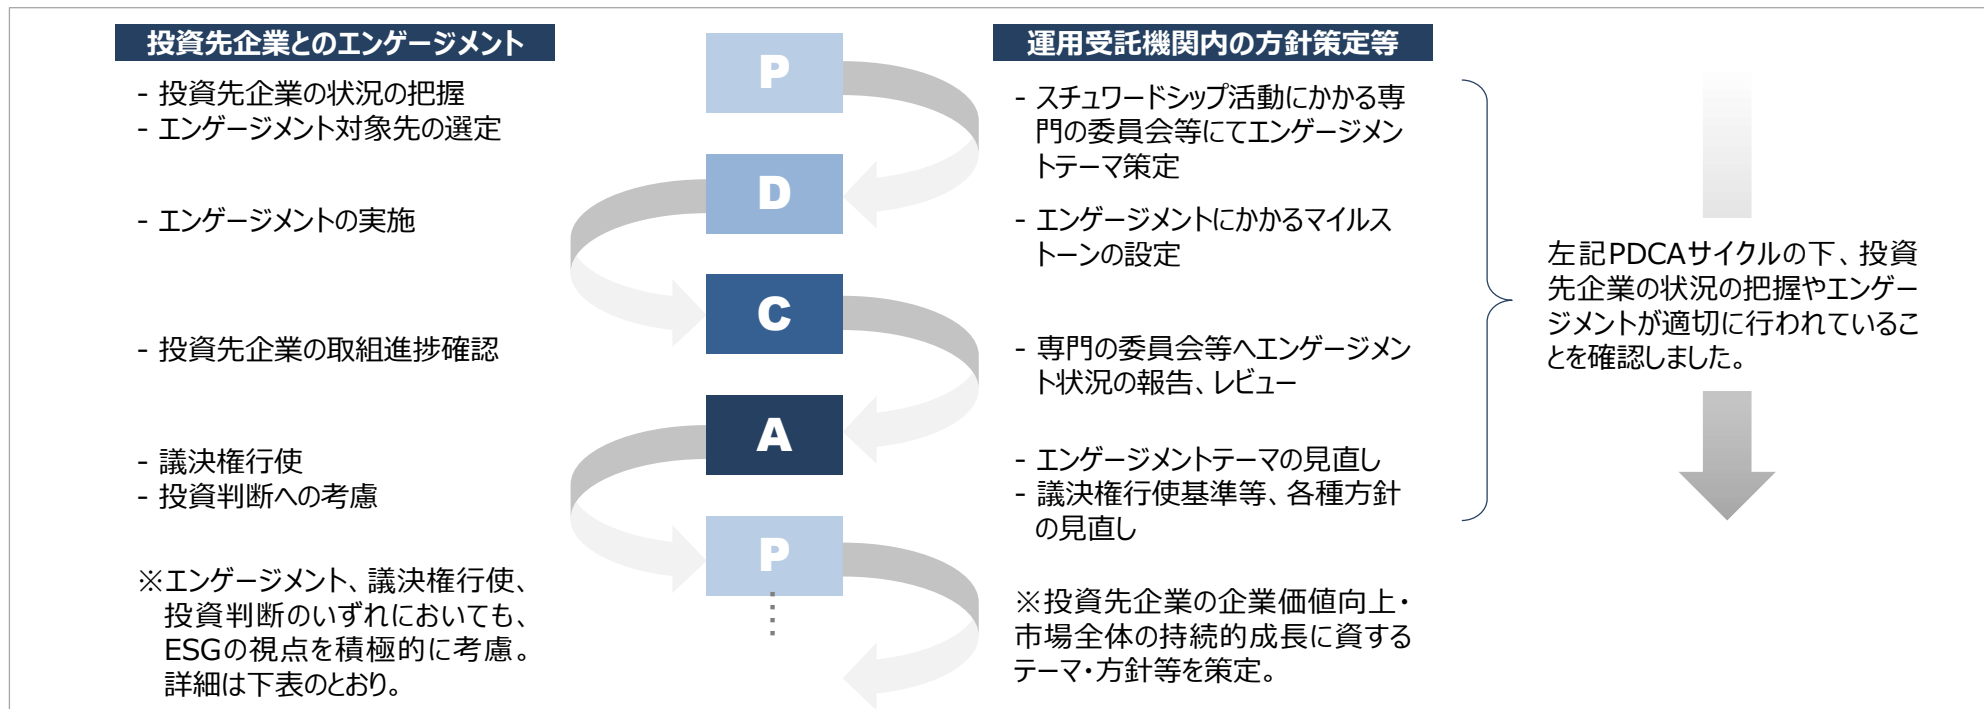 投資先企業とのエンゲージメント
- 投資先企業の状況の把握
- エンゲージメント対象先の選定
- エンゲージメントの実施
- 投資先企業の取組進捗確認
- 議決権行使
- 投資判断への考慮
※エンゲージメント、議決権行使、
投資判断のいずれにおいても、
ESGの視点を積極的に考慮。
詳細は下表のとおり。
P
D
C
A
P
運用受託機関内の方針策定等
- スチュワードシップ活動にかかる専
門の委員会等にてエンゲージメン
トテーマ策定
- エンゲージメントにかかるマイルス
トーンの設定
- 専門の委員会等へエンゲージメン
ト状況の報告、レビュー
- エンゲージメントテーマの見直し
- 議決権行使基準等、各種方針
の見直し
※投資先企業の企業価値向上・
市場全体の持続的成長に資する
テーマ・方針等を策定。
左記PDCAサイクルの下、投資
先企業の状況の把握やエンゲー
ジメントが適切に行われているこ
とを確認しました。